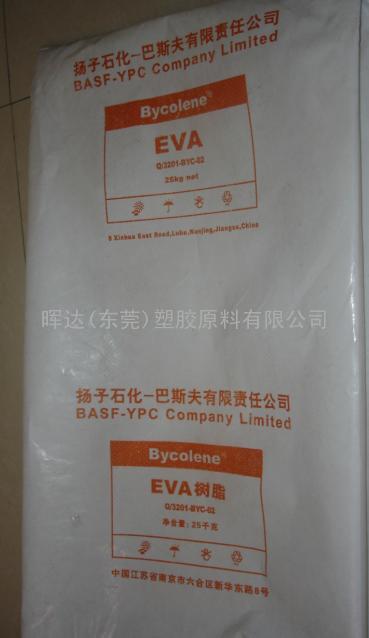 扬子石化-巴斯夫有限责任公司
BASF-YPC Company Limited
Bycolene®
EVA
Q/3201-BYC-02
25kg net
8 Xinhua East Road,Luhe,Nanjing,Jiangsu,China
晖达(东莞)塑胶原料有限公司
扬子石化-巴斯夫有限责任公司
BASF-YPC Company Limited
Bycolene®
EVA树脂
Q/3201-BYC-02
净含量:25千克
中国江苏省南京市六合区新华东路8号